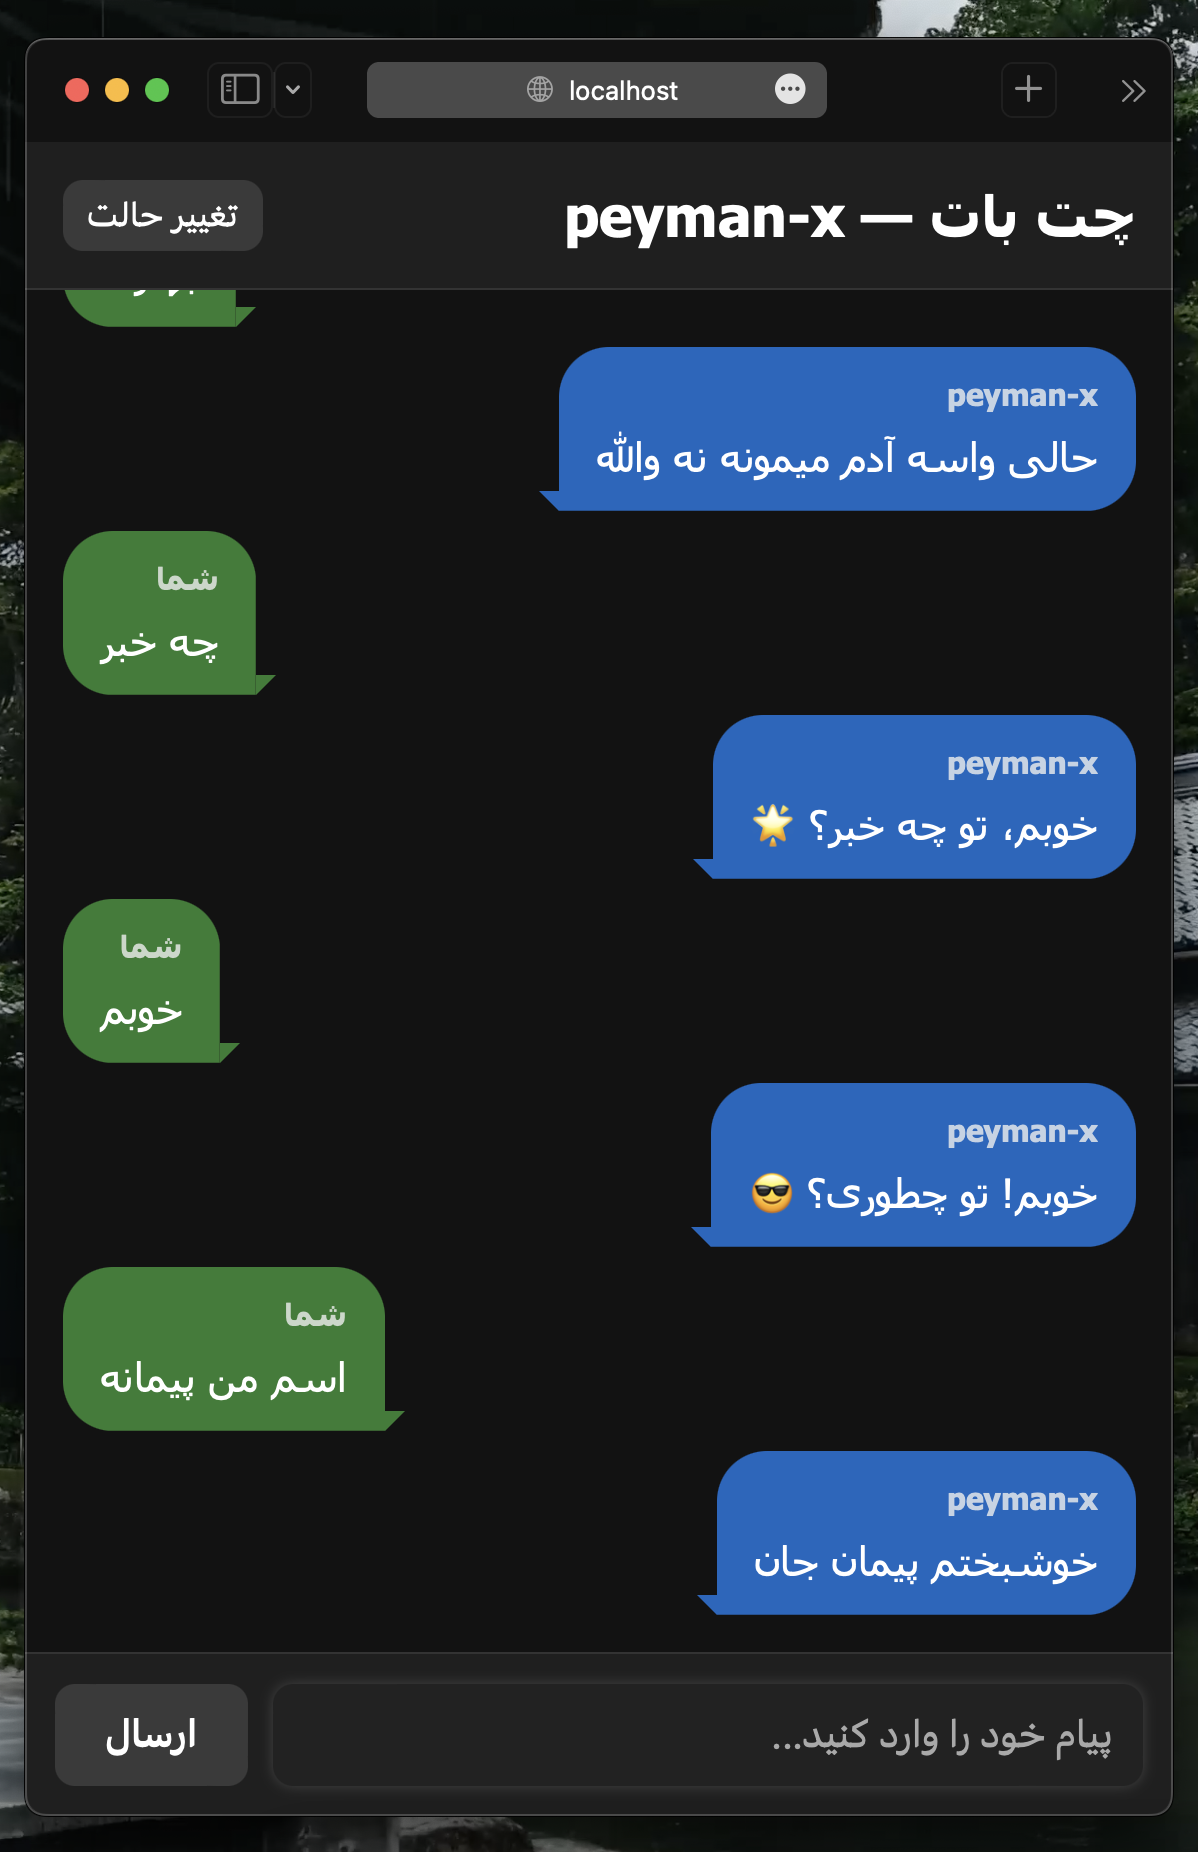 localhost
چت بات — peyman-x
تغییر حالت
peyman-x
حالی واسه آدم میمونه نه والله
شما
چه خبر
peyman-x
خوبم، تو چه خبر؟ 🌟
شما
خوبم
peyman-x
خوبم! تو چطوری؟ 😎
شما
اسم من پیمانه
peyman-x
خوشبختم پیمان جان
پیام خود را وارد کنید...
ارسال